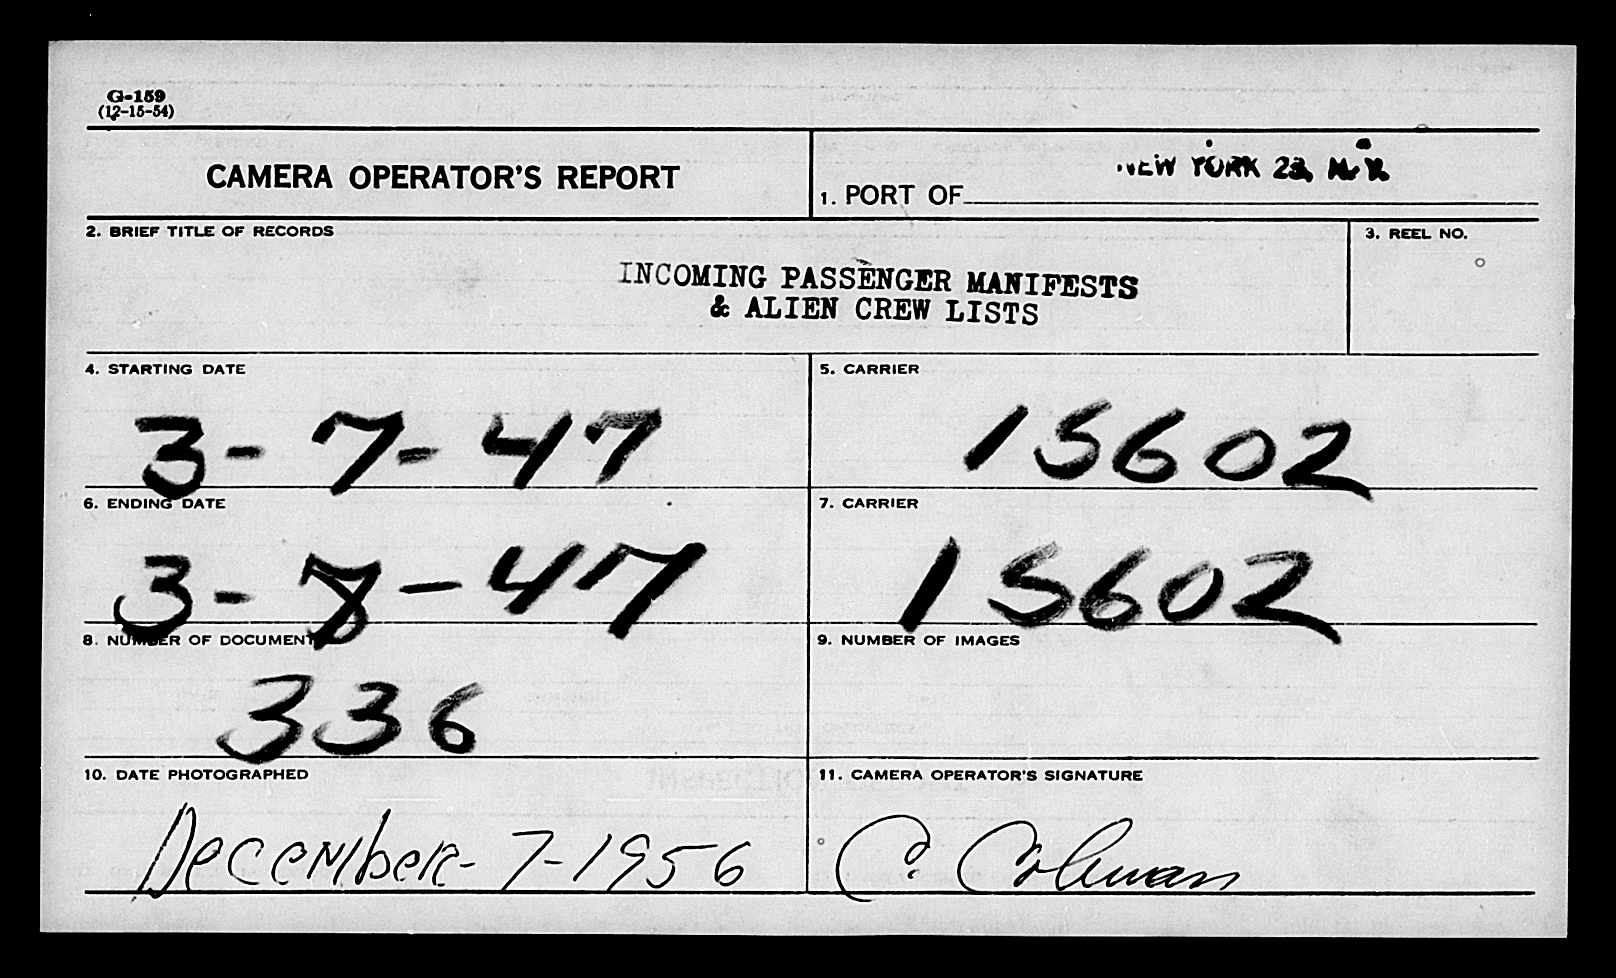 G-159
(12-15-54)
CAMERA OPERATOR'S REPORT
1. PORT OF NEW YORK 23, N.Y.
2. BRIEF TITLE OF RECORDS
INCOMING PASSENGER MANIFESTS
& ALIEN CREW LISTS
3. REEL NO.
4. STARTING DATE
3-7-47
5. CARRIER
15602
6. ENDING DATE
3-8-47
7. CARRIER
15602
8. NUMBER OF DOCUMENTS
336
9. NUMBER OF IMAGES
10. DATE PHOTOGRAPHED
December-7-1956
11. CAMERA OPERATOR'S SIGNATURE
C. Colman